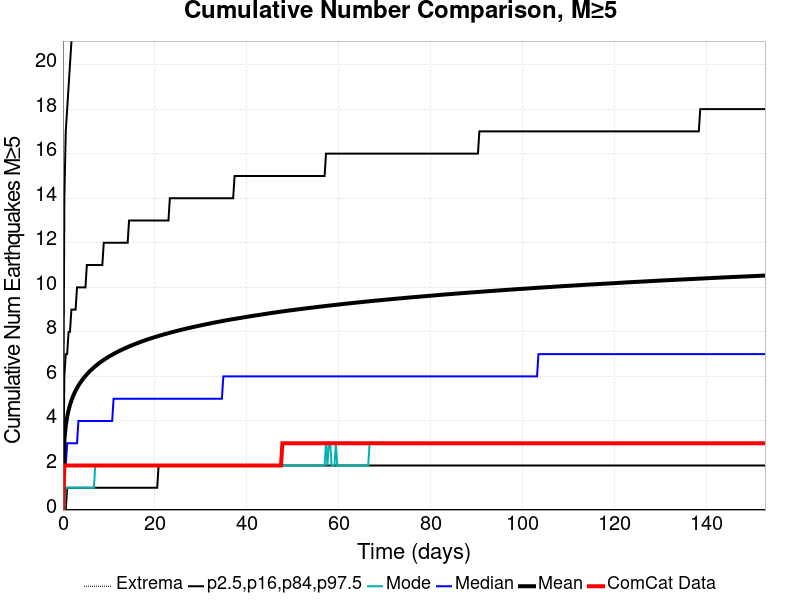 Cumulative Number Comparison, M≥5
Cumulative Num Earthquakes M≥5
20
18
16
14
12
10
8
6
4
2
0
0 20 40 60 80 100 120 140
Time (days)
Extrema p2.5,p16,p84,p97.5 Mode Median Mean ComCat Data